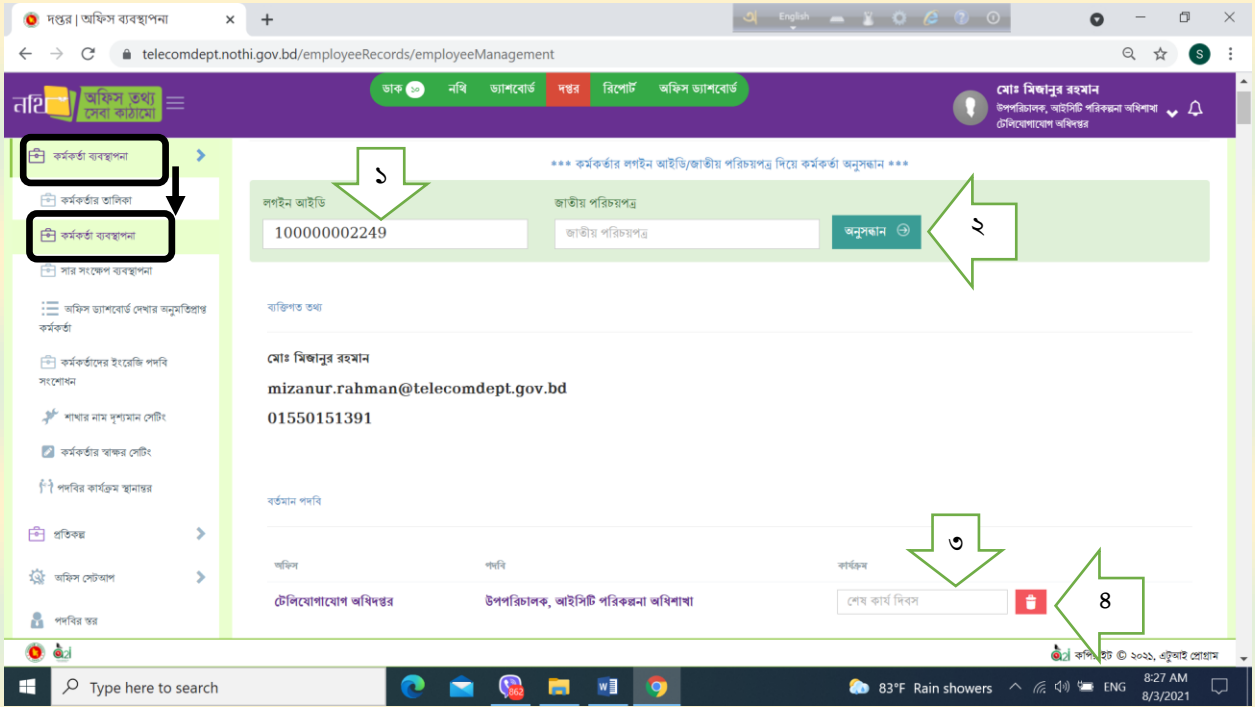 দপ্তর | অফিস ব্যবস্থাপনা
English
telecomdept.nothi.gov.bd/employeeRecords/employeeManagement
S
নথি
অফিস তথ্য
সেবা কাঠামো
ডাক ১০ নথি ড্যাশবোর্ড দপ্তর রিপোর্ট অফিস ড্যাশবোর্ড
মোঃ মিজানুর রহমান
উপপরিচালক, আইসিটি পরিকল্পনা অধিশাখা
টেলিযোগাযোগ অধিদপ্তর
কর্মকর্তা ব্যবস্থাপনা
কর্মকর্তার তালিকা
কর্মকর্তা ব্যবস্থাপনা
সার সংক্ষেপ ব্যবস্থাপনা
অফিস ড্যাশবোর্ড দেখার অনুমতিপ্রাপ্ত
কর্মকর্তা
কর্মকর্তাদের ইংরেজি পদবি
সংশোধন
শাখার নাম দৃশ্যমান সেটিং
কর্মকর্তার স্বাক্ষর সেটিং
পদবির কার্যক্রম স্থানান্তর
প্রতিকল্প
অফিস সেটআপ
পদবির স্তর
*** কর্মকর্তার লগইন আইডি/জাতীয় পরিচয়পত্র দিয়ে কর্মকর্তা অনুসন্ধান ***
১
লগইন আইডি জাতীয় পরিচয়পত্র
100000002249 জাতীয় পরিচয়পত্র অনুসন্ধান
২
ব্যক্তিগত তথ্য
মোঃ মিজানুর রহমান
mizanur.rahman@telecomdept.gov.bd
01550151391
বর্তমান পদবি
৩
অফিস পদবি কার্যক্রম
টেলিযোগাযোগ অধিদপ্তর উপপরিচালক, আইসিটি পরিকল্পনা অধিশাখা শেষ কার্য দিবস
৪
a2i
a2i কপিরাইট © ২০২১, এটুআই প্রোগ্রাম
Type here to search
862
83°F Rain showers ENG
8:27 AM
8/3/2021